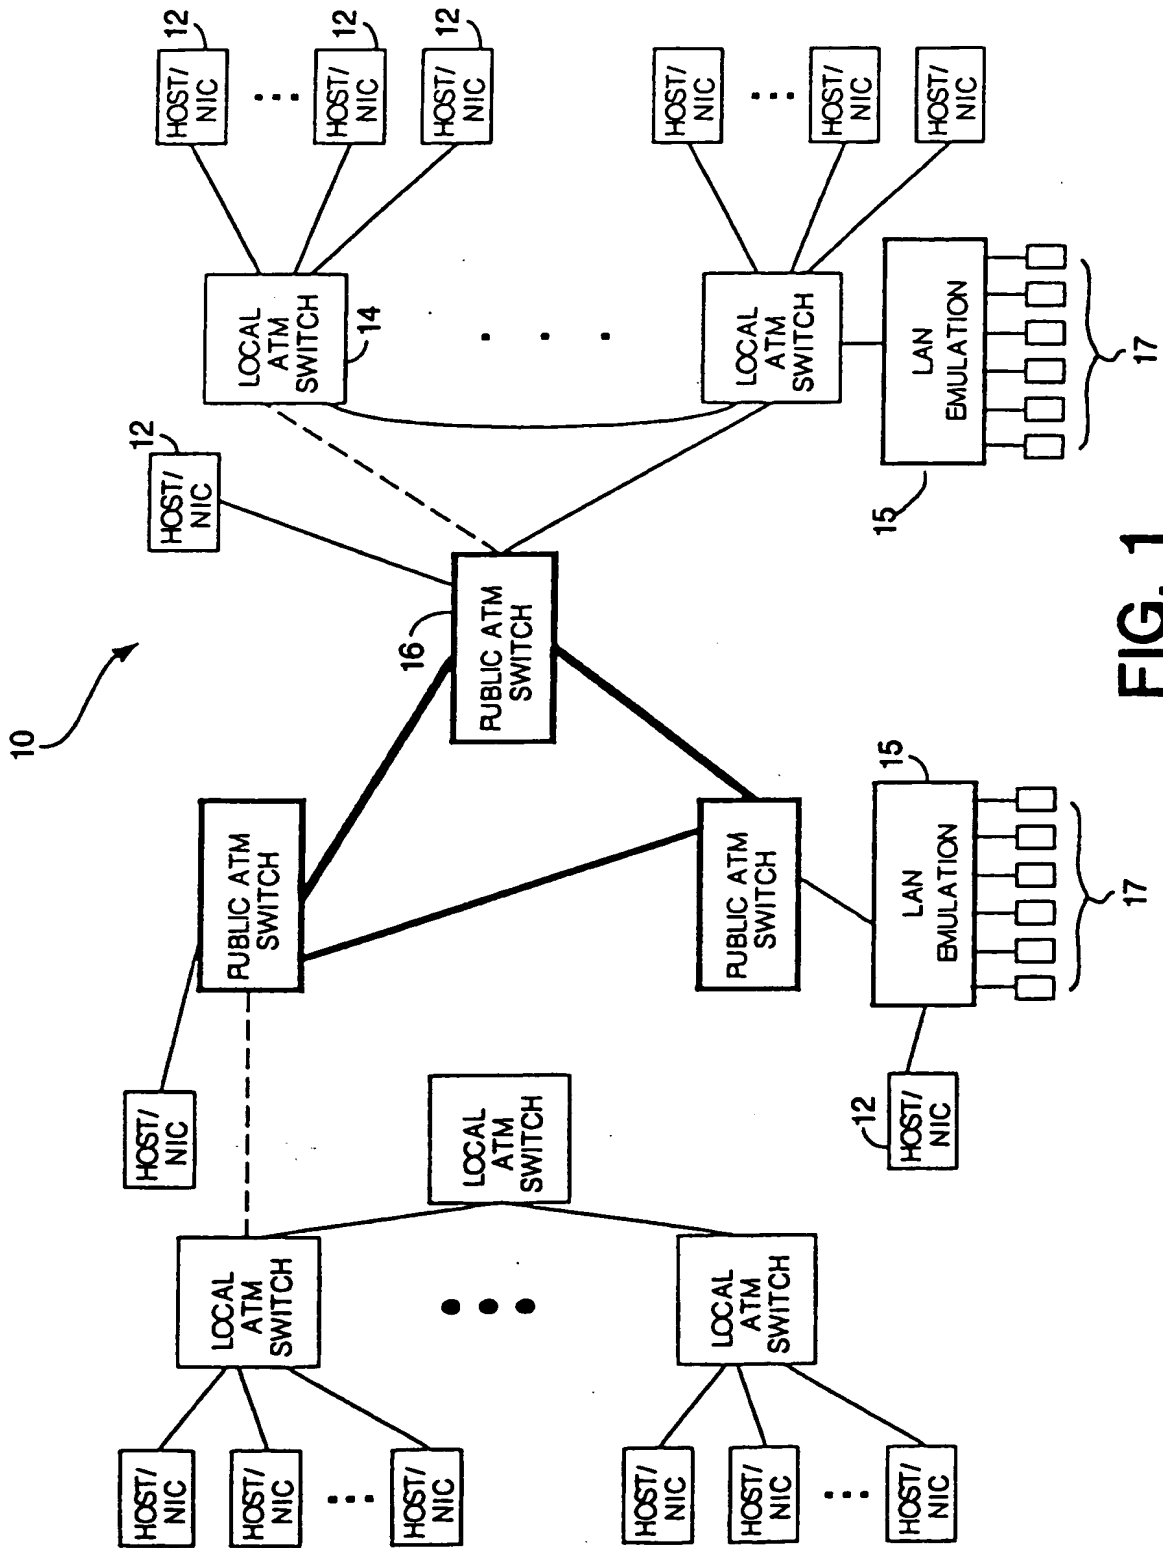 10
HOST/
NIC
HOST/
NIC
HOST/
NIC
LOCAL
ATM
SWITCH
HOST/
NIC
HOST/
NIC
HOST/
NIC
LOCAL
ATM
SWITCH
LOCAL
ATM
SWITCH
HOST/
NIC
PUBLIC ATM
SWITCH
PUBLIC ATM
SWITCH
12
HOST/
NIC
15
LAN
EMULATION
17
16
PUBLIC ATM
SWITCH
12
HOST/
NIC
LOCAL
ATM
SWITCH
14
12
HOST/
NIC
12
HOST/
NIC
12
HOST/
NIC
LOCAL
ATM
SWITCH
HOST/
NIC
HOST/
NIC
HOST/
NIC
15
LAN
EMULATION
17
FIG. 1